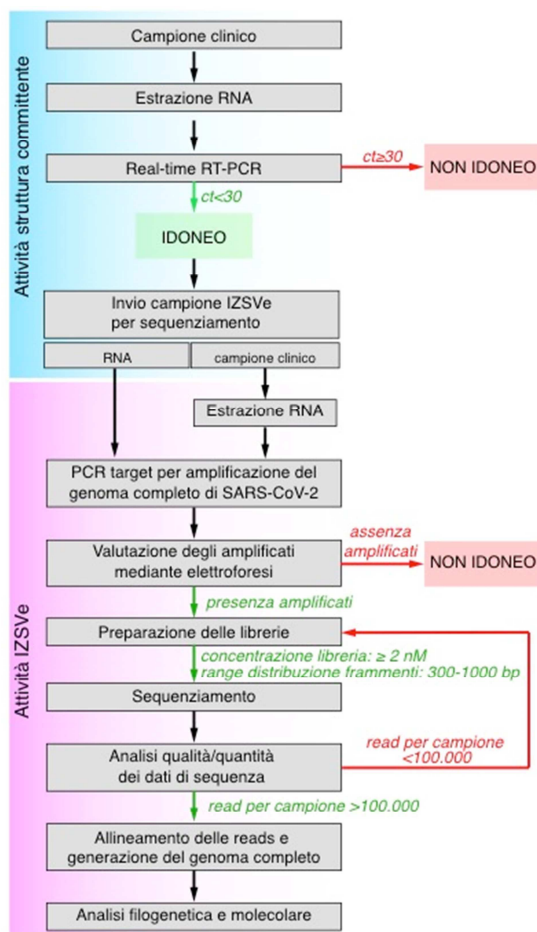 Attività struttura committente
Campione clinico
Estrazione RNA
Real-time RT-PCR
ct≥30
NON IDONEO
ct<30
IDONEO
Invio campione IZSVe
per sequenziamento
RNA
campione clinico
Attività IZSVe
Estrazione RNA
PCR target per amplificazione del
genoma completo di SARS-CoV-2
Valutazione degli amplificati
mediante elettroforesi
assenza
amplificati
NON IDONEO
presenza amplificati
Preparazione delle librerie
concentrazione libreria: ≥ 2 nM
range distribuzione frammenti: 300-1000 bp
Sequenziamento
Analisi qualità/quantità
dei dati di sequenza
read per campione
<100.000
read per campione >100.000
Allineamento delle reads e
generazione del genoma completo
Analisi filogenetica e molecolare